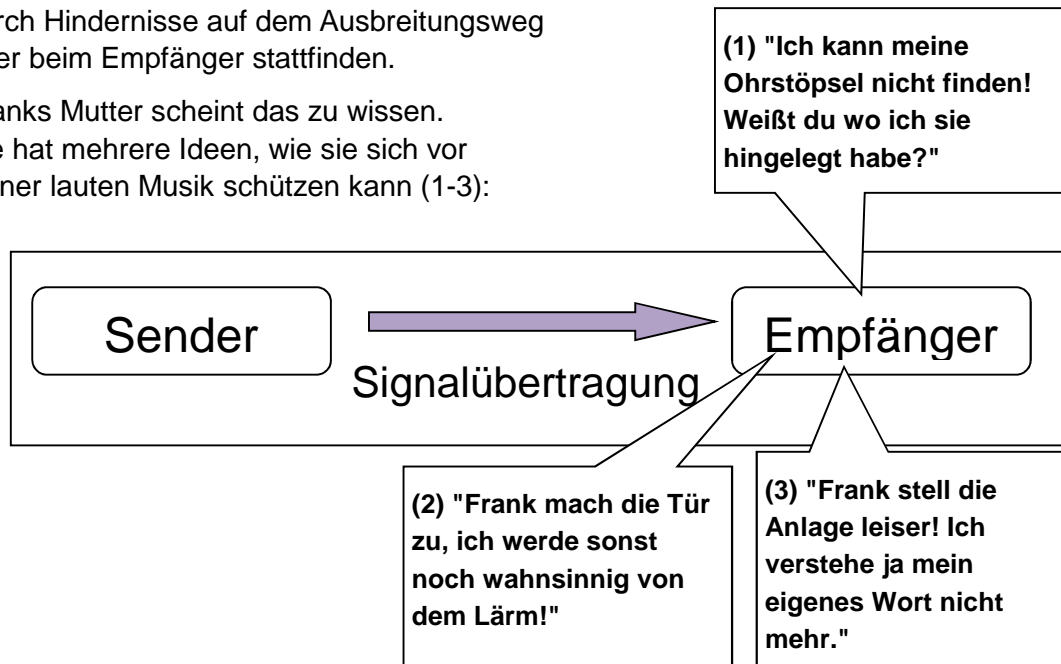 rch Hindernisse auf dem Ausbreitungsweg
er beim Empfänger stattfinden.
anks Mutter scheint das zu wissen.
e hat mehrere Ideen, wie sie sich vor
ner lauten Musik schützen kann (1-3):
(1) "Ich kann meine
Ohrstöpsel nicht finden!
Weißt du wo ich sie
hingelegt habe?"
Sender
Signalübertragung
Empfänger
(2) "Frank mach die Tür
zu, ich werde sonst
noch wahnsinnig von
dem Lärm!"
(3) "Frank stell die
Anlage leiser! Ich
verstehe ja mein
eigenes Wort nicht
mehr."